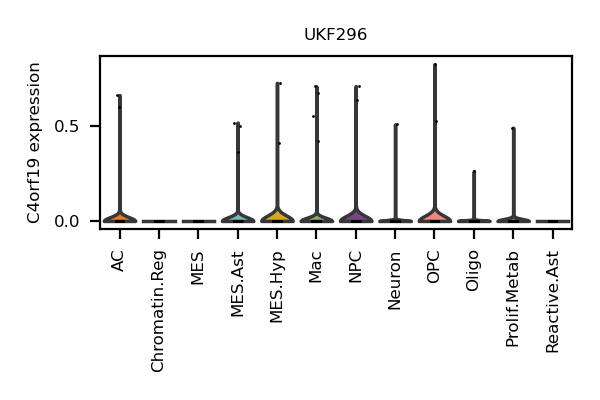 UKF296
C4orf19 expression
0.5
0.0
AC
Chromatin.Reg
MES
MES.Ast
MES.Hyp
Mac
NPC
Neuron
OPC
Oligo
Prolif.Metab
Reactive.Ast